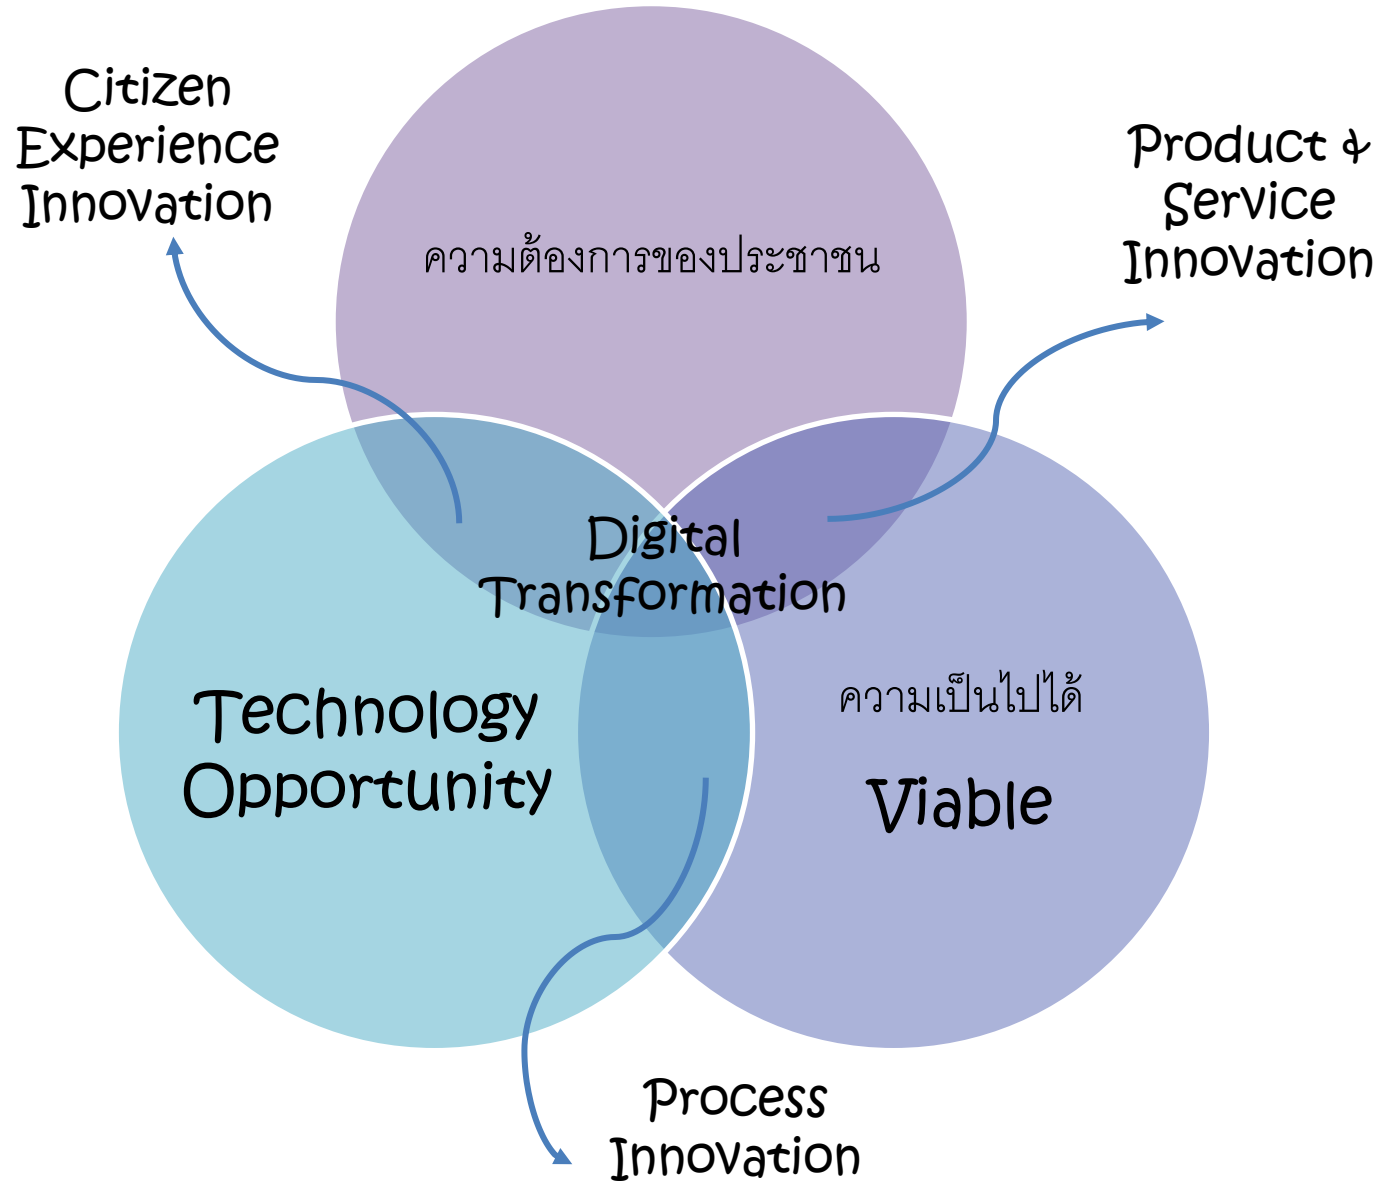 Citizen
Experience
Innovation
Product &
Service
Innovation
ความต้องการของประชาชน
Digital
Transformation
Technology
Opportunity
ความเป็นไปได้
Viable
Process
Innovation